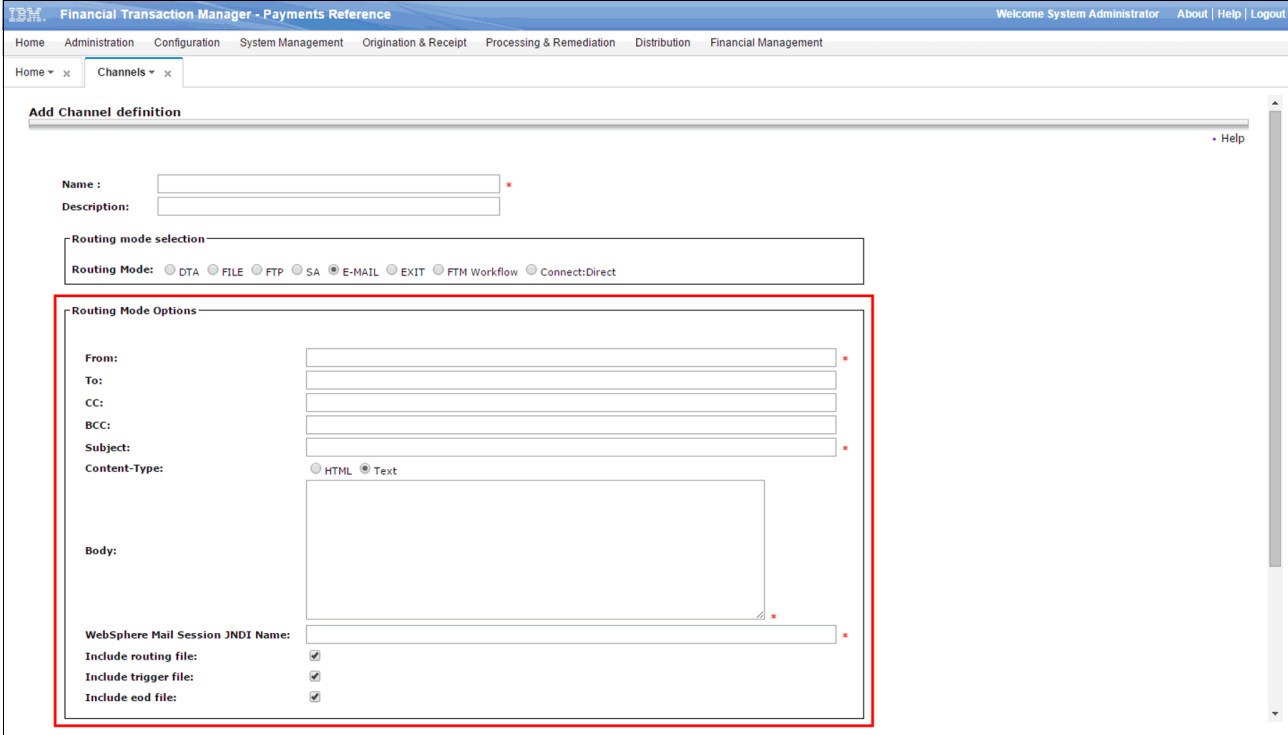 IBM. Financial Transaction Manager - Payments Reference Welcome System Administrator About | Help | Logout
Home Administration Configuration System Management Origination & Receipt Processing & Remediation Distribution Financial Management
Home Channels
Add Channel definition
Help
Name : *
Description:
Routing mode selection
Routing Mode: DTA FILE FTP SA E-MAIL EXIT FTM Workflow Connect:Direct
Routing Mode Options
From: *
To:
CC:
BCC:
Subject: *
Content-Type: HTML Text
Body: *
WebSphere Mail Session JNDI Name: *
Include routing file:
Include trigger file:
Include eod file: